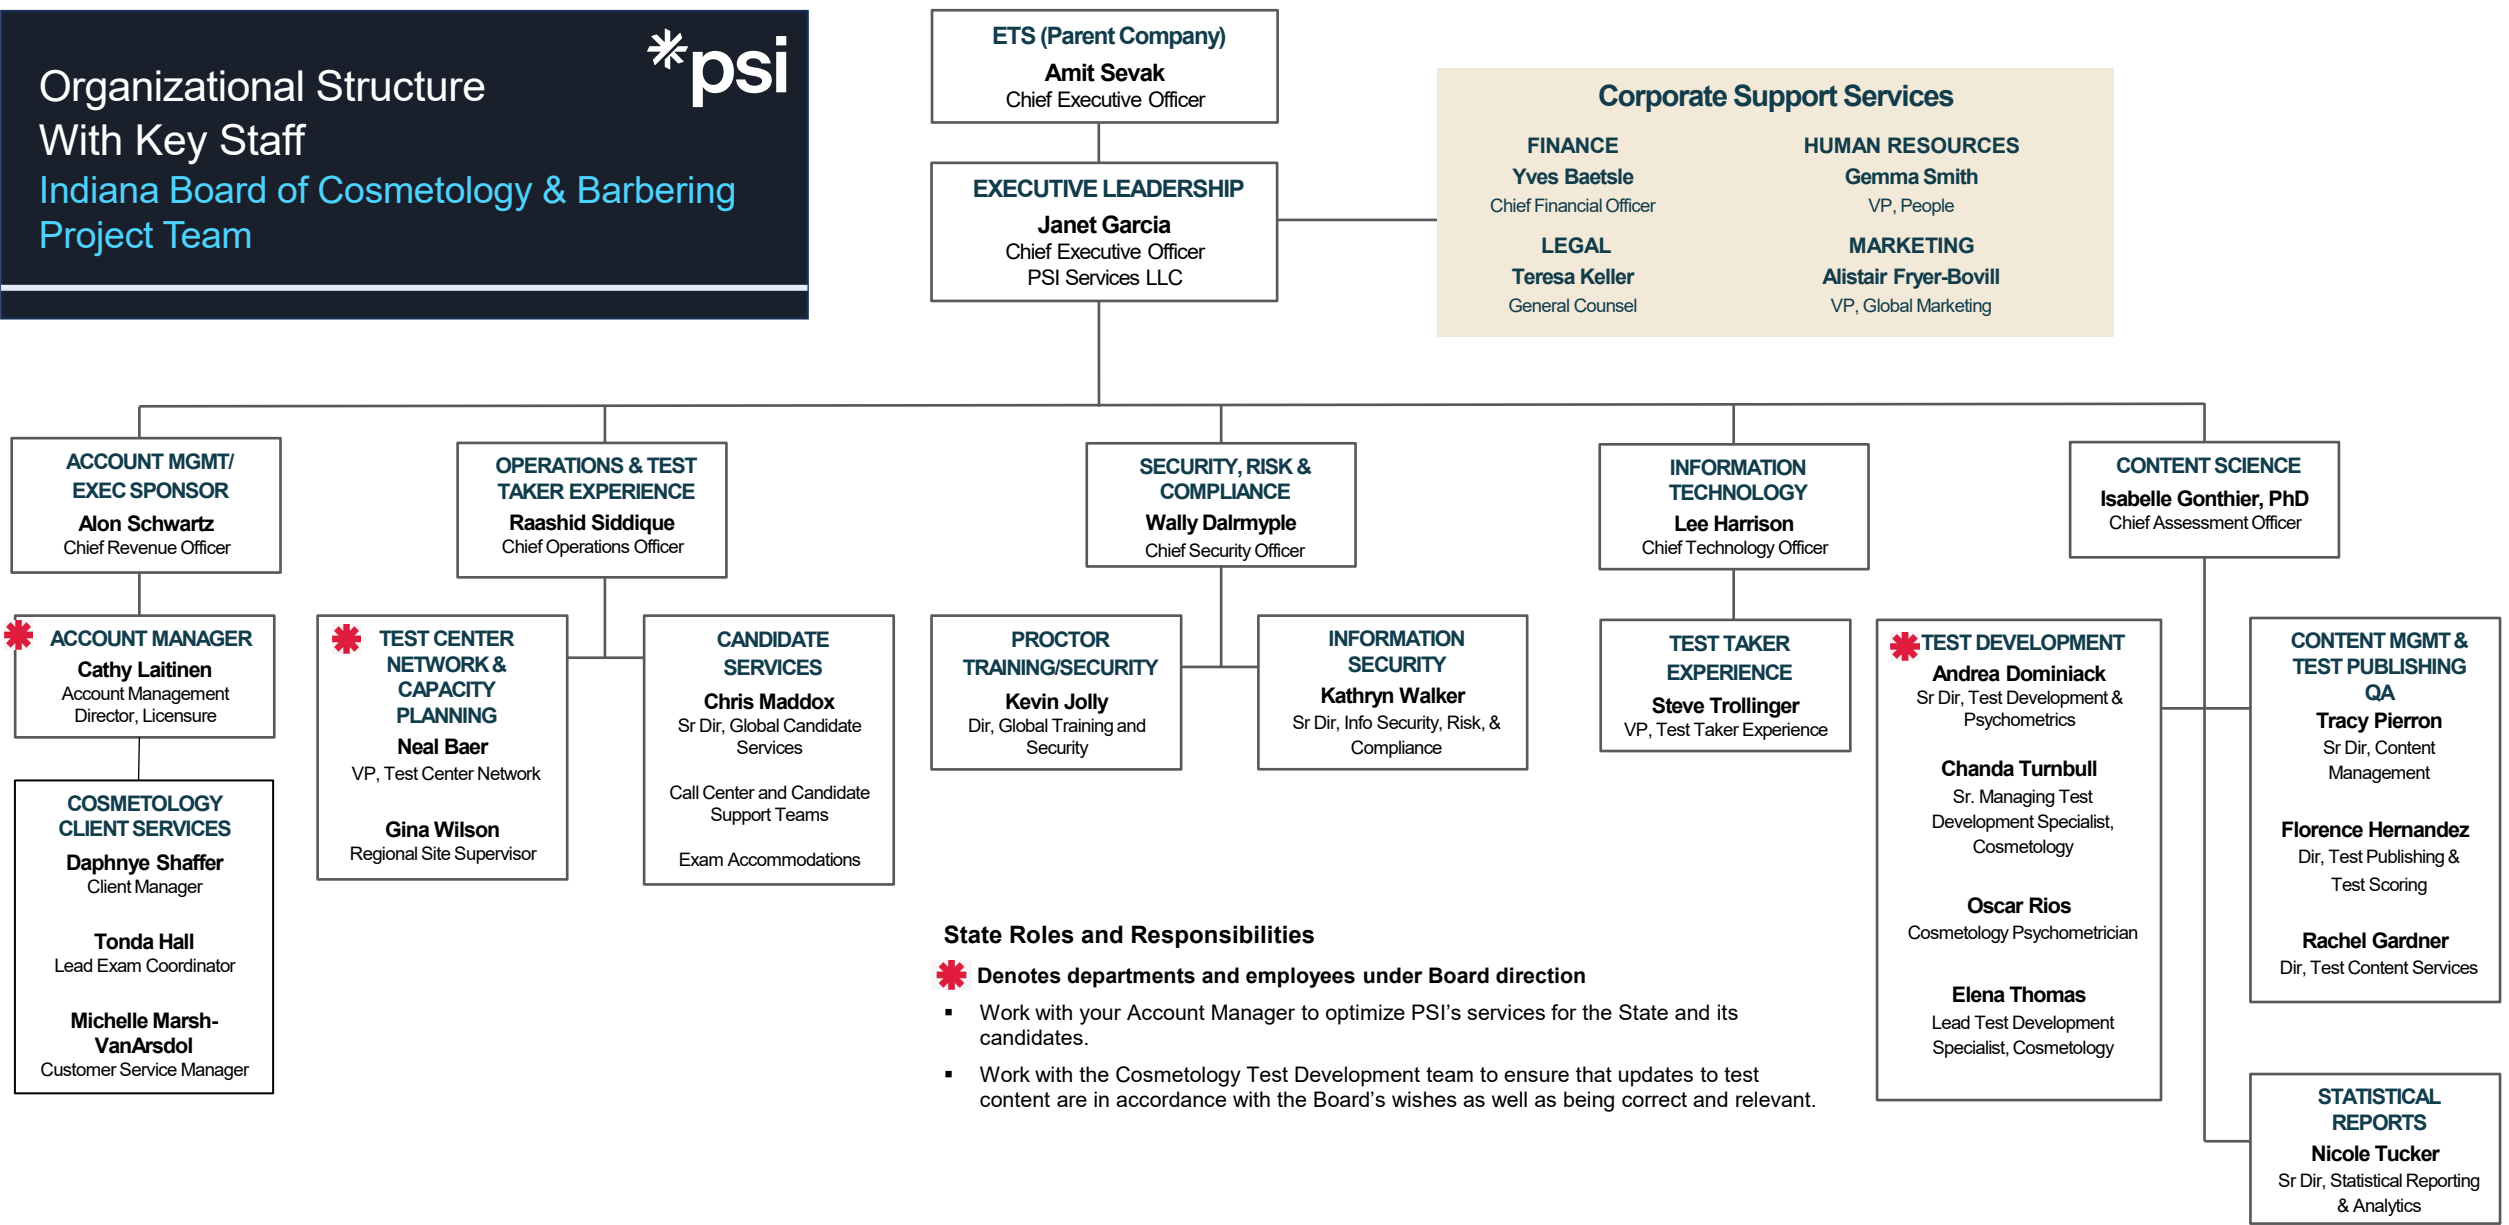 Organizational Structure
With Key Staff
Indiana Board of Cosmetology & Barbering
Project Team
psi
ETS (Parent Company)
Amit Sevak
Chief Executive Officer
EXECUTIVE LEADERSHIP
Janet Garcia
Chief Executive Officer
PSI Services LLC
Corporate Support Services
FINANCE
Yves Baetsle
Chief Financial Officer
HUMAN RESOURCES
Gemma Smith
VP, People
LEGAL
Teresa Keller
General Counsel
MARKETING
Alistair Fryer-Bovill
VP, Global Marketing
ACCOUNT MGMT/
EXEC SPONSOR
Alon Schwartz
Chief Revenue Officer
OPERATIONS & TEST
TAKER EXPERIENCE
Raashid Siddique
Chief Operations Officer
SECURITY, RISK &
COMPLIANCE
Wally Dalrmyple
Chief Security Officer
INFORMATION
TECHNOLOGY
Lee Harrison
Chief Technology Officer
CONTENT SCIENCE
Isabelle Gonthier, PhD
Chief Assessment Officer
ACCOUNT MANAGER
Cathy Laitinen
Account Management
Director, Licensure
COSMETOLOGY
CLIENT SERVICES
Daphnye Shaffer
Client Manager
Tonda Hall
Lead Exam Coordinator
Michelle Marsh-
VanArsdol
Customer Service Manager
TEST CENTER
NETWORK &
CAPACITY
PLANNING
Neal Baer
VP, Test Center Network
Gina Wilson
Regional Site Supervisor
CANDIDATE
SERVICES
Chris Maddox
Sr Dir, Global Candidate
Services
Call Center and Candidate
Support Teams
Exam Accommodations
PROCTOR
TRAINING/SECURITY
Kevin Jolly
Dir, Global Training and
Security
INFORMATION
SECURITY
Kathryn Walker
Sr Dir, Info Security, Risk, &
Compliance
TEST TAKER
EXPERIENCE
Steve Trollinger
VP, Test Taker Experience
TEST DEVELOPMENT
Andrea Dominiack
Sr Dir, Test Development &
Psychometrics
Chanda Turnbull
Sr. Managing Test
Development Specialist,
Cosmetology
Oscar Rios
Cosmetology Psychometrician
Elena Thomas
Lead Test Development
Specialist, Cosmetology
CONTENT MGMT &
TEST PUBLISHING
QA
Tracy Pierron
Sr Dir, Content
Management
Florence Hernandez
Dir, Test Publishing &
Test Scoring
Rachel Gardner
Dir, Test Content Services
STATISTICAL
REPORTS
Nicole Tucker
Sr Dir, Statistical Reporting
& Analytics
State Roles and Responsibilities
Denotes departments and employees under Board direction
▪ Work with your Account Manager to optimize PSI's services for the State and its
candidates.
▪ Work with the Cosmetology Test Development team to ensure that updates to test
content are in accordance with the Board's wishes as well as being correct and relevant.